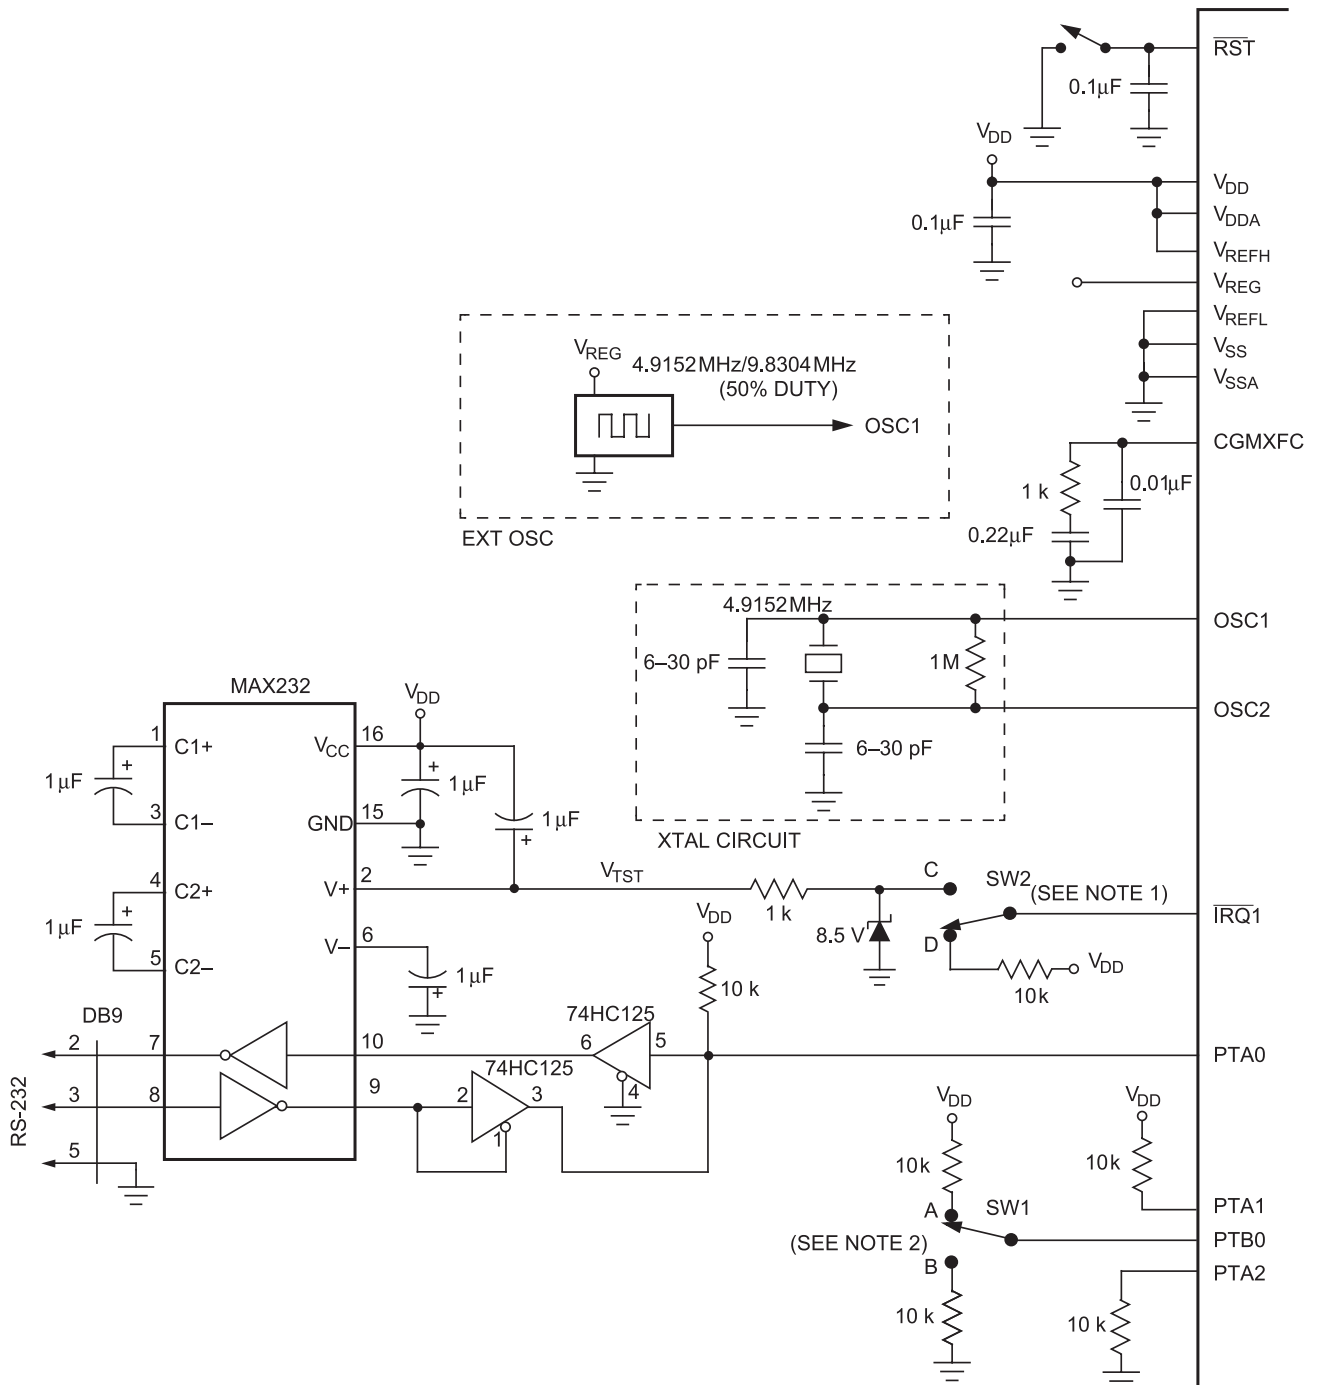 RST
0.1µF
VDD
VDD
0.1µF
VDDA
VREFH
VREG
VREFL
VSS
VSSA
VREG
4.9152MHz/9.8304MHz
(50% DUTY)
OSC1
EXT OSC
CGMXFC
1 k
0.01µF
0.22µF
4.9152MHz
OSC1
6–30 pF
1M
OSC2
6–30 pF
XTAL CIRCUIT
MAX232
VDD
1
C1+
VCC
16
1µF
+
+
1µF
3
C1–
GND
15
1µF
+
4
C2+
V+
2
VTST
1 k
C
SW2
(SEE NOTE 1)
IRQ1
1µF
+
8.5 V
D
VDD
10k
5
C2–
V–
6
1µF
+
VDD
10 k
DB9
RS-232
2
7
10
74HC125
6
5
4
PTA0
3
8
9
74HC125
2
3
1
5
VDD
VDD
10k
10k
A
SW1
PTA1
(SEE NOTE 2)
PTB0
B
PTA2
10 k
10 k